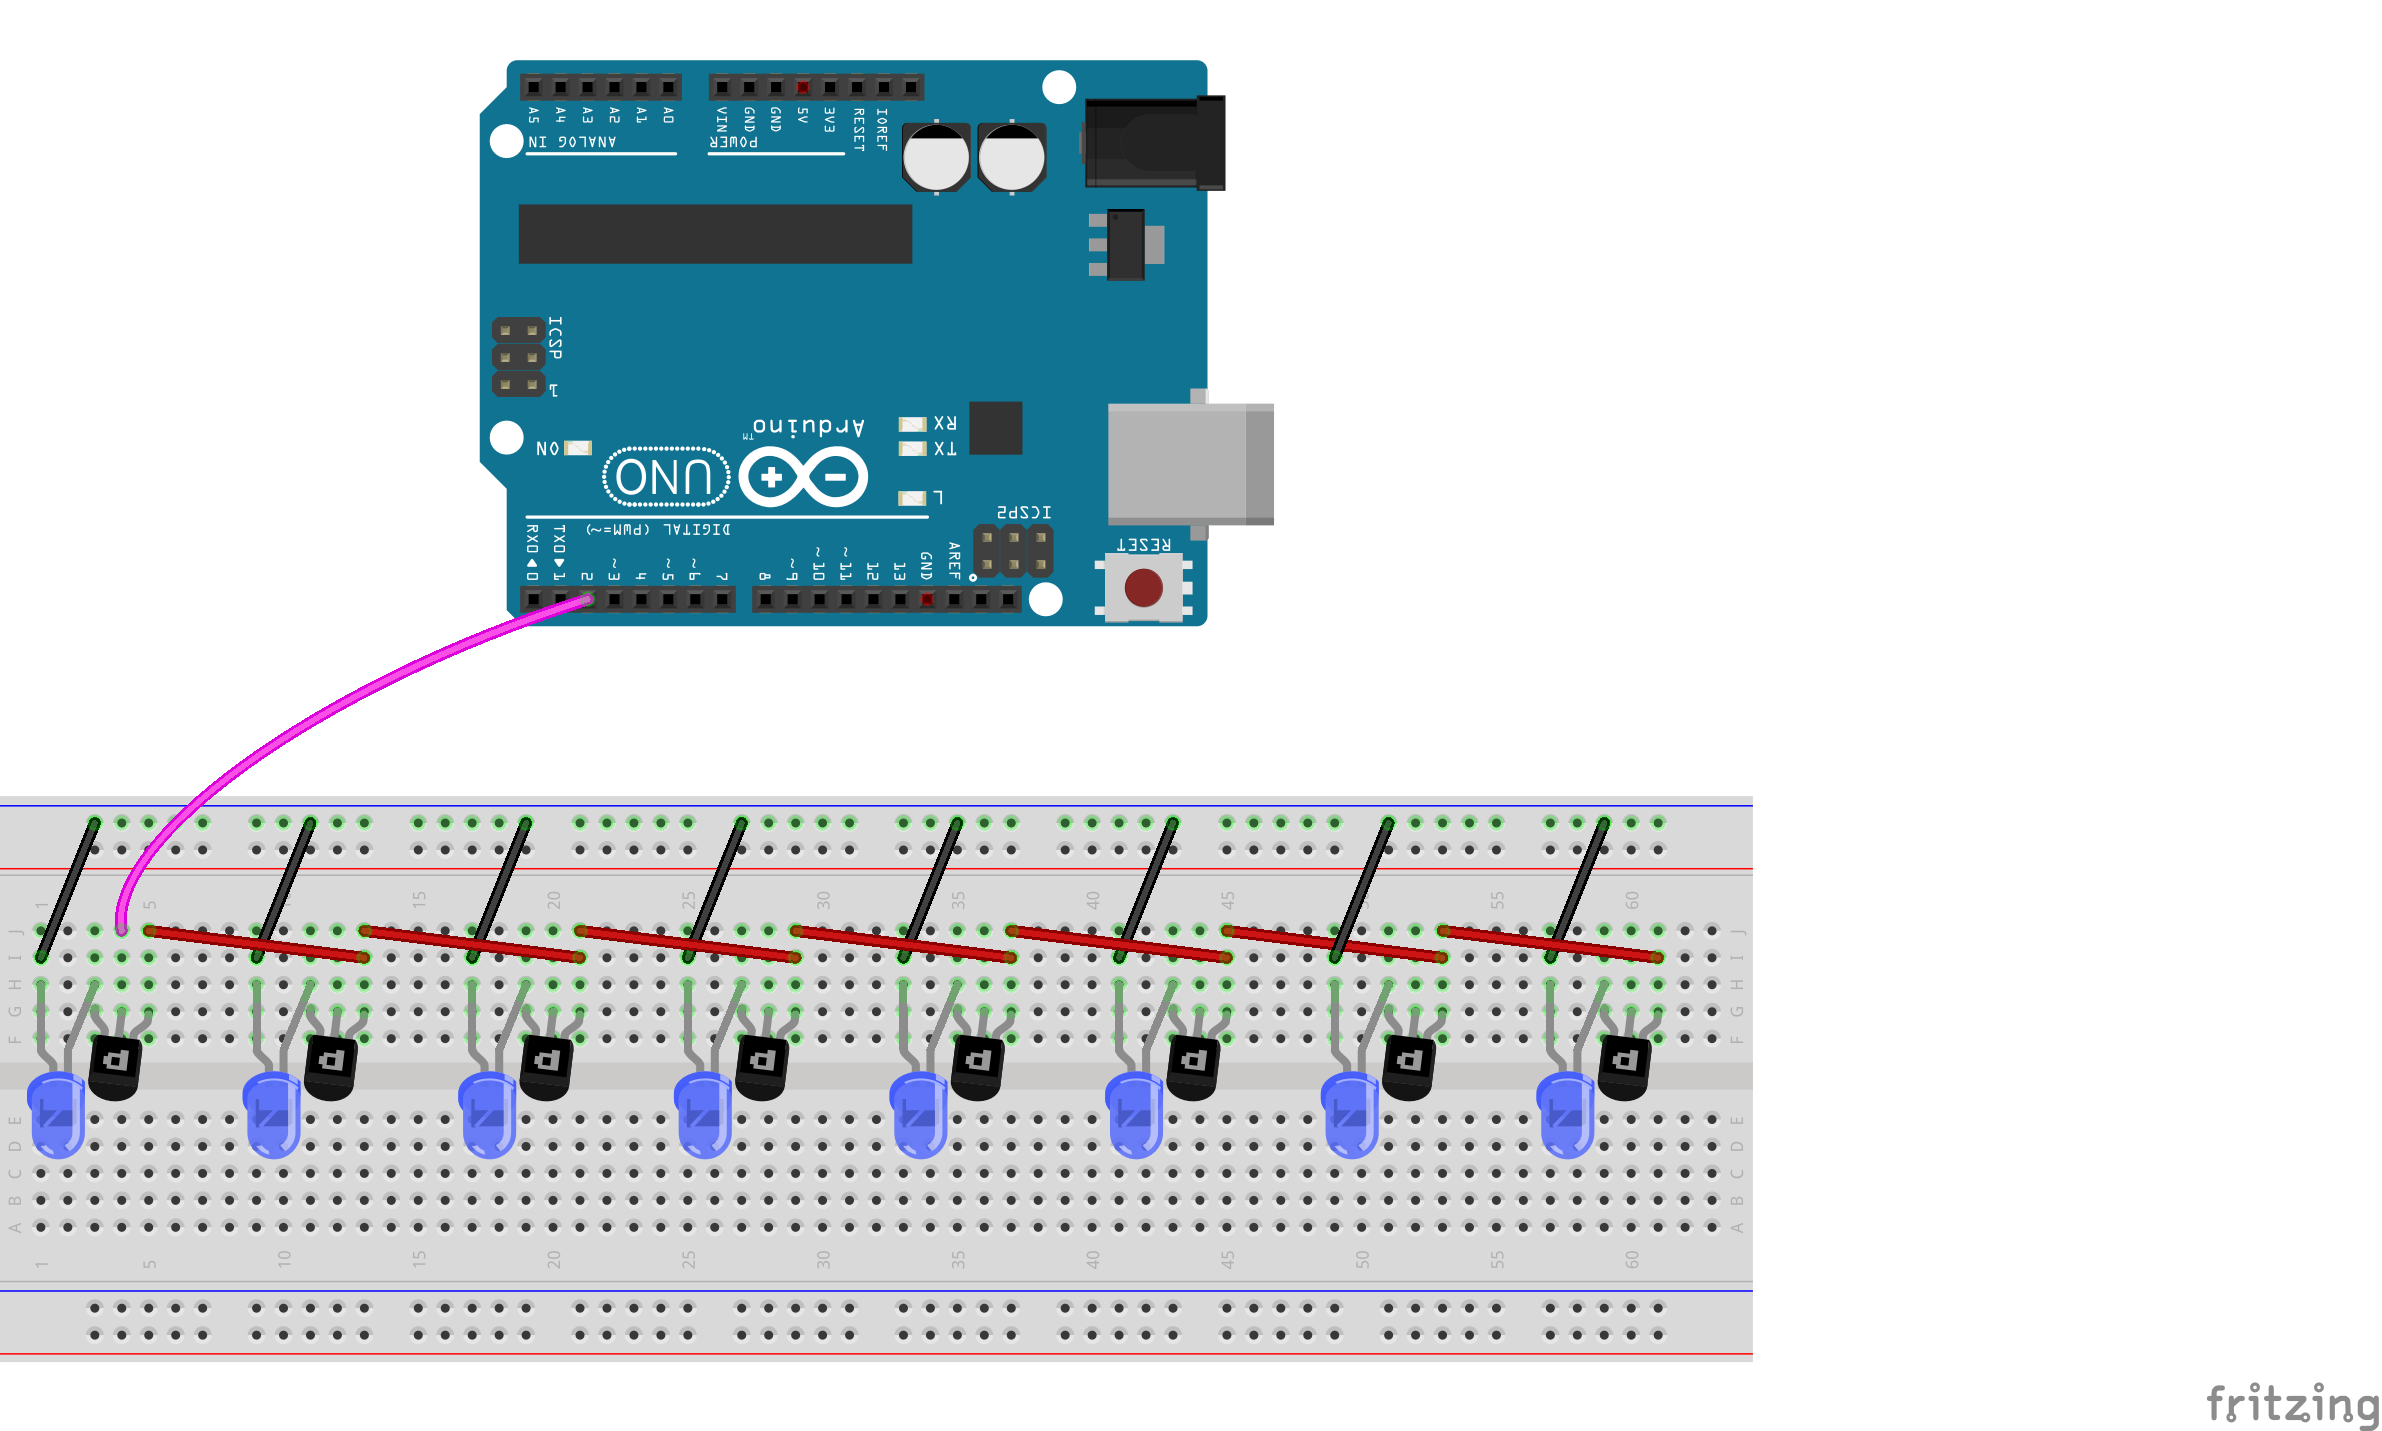 A5 A4 A3 A2 A1 A0 VIN GND GND 5V 3V3 RESET IOREF
ANALOG IN POWER
ICSP
1
Arduino
TM
RX
ON
TX
UNO
L
ICSP2
DIGITAL (PWM=~)
RESET
RX0◀0 TX0▶1 2 ~3 4 ~5 ~6 7 8 ~9 ~10 ~11 12 13 GND AREF
1 5 15 20 25 30 35 40 45 55 60
J J
I I
H H
G G
F F
E E
D D
C C
B B
A A
1 5 10 15 20 25 30 35 40 45 50 55 60
fritzing